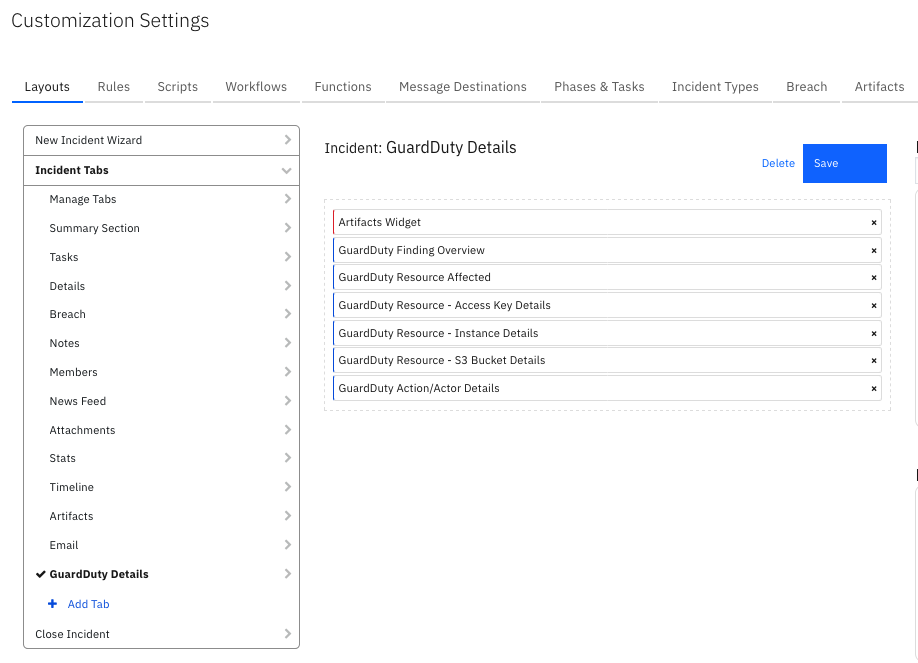 Customization Settings
Layouts Rules Scripts Workflows Functions Message Destinations Phases & Tasks Incident Types Breach Artifacts
New Incident Wizard
Incident Tabs
Manage Tabs
Summary Section
Tasks
Details
Breach
Notes
Members
News Feed
Attachments
Stats
Timeline
Artifacts
Email
GuardDuty Details
Add Tab
Close Incident
Incident: GuardDuty Details
Delete Save
Artifacts Widget
GuardDuty Finding Overview
GuardDuty Resource Affected
GuardDuty Resource - Access Key Details
GuardDuty Resource - Instance Details
GuardDuty Resource - S3 Bucket Details
GuardDuty Action/Actor Details